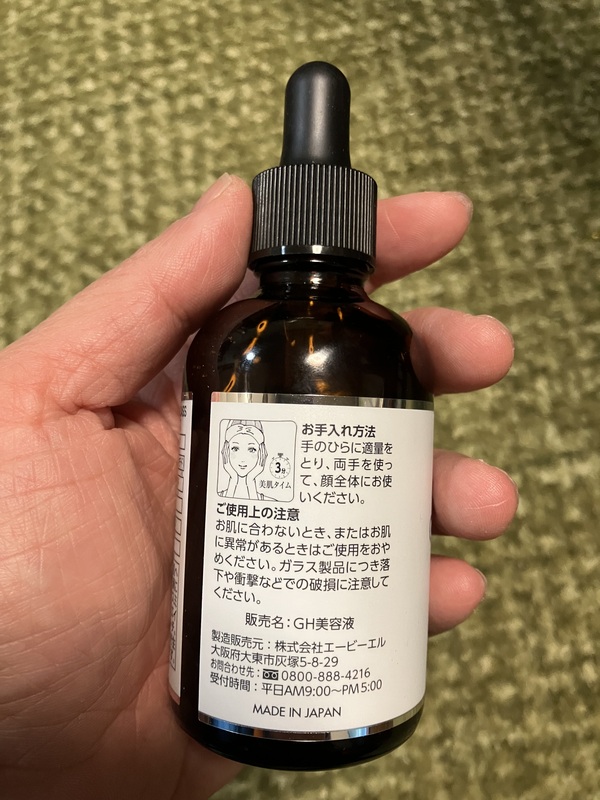 3分
美肌タイム
お手入れ方法
手のひらに適量を
とり、両手を使っ
て、顔全体にお使
いください。
ご使用上の注意
お肌に合わないとき、またはお肌
に異常があるときはご使用をおや
めください。ガラス製品につき落
下や衝撃などでの破損に注意して
ください。
販売名：GH美容液
製造販売元：株式会社エービーエル
大阪府大東市灰塚5-8-29
お問合わせ先：0800-888-4216
受付時間：平日AM9:00～PM5:00
MADE IN JAPAN